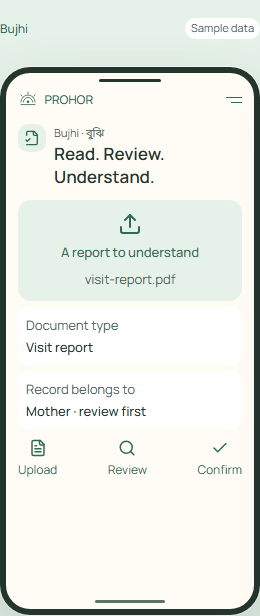 Bujhi
Sample data
PROHOR
Bujhi · বুঝি
Read. Review.
Understand.
A report to understand
visit-report.pdf
Document type
Visit report
Record belongs to
Mother · review first
Upload
Review
Confirm